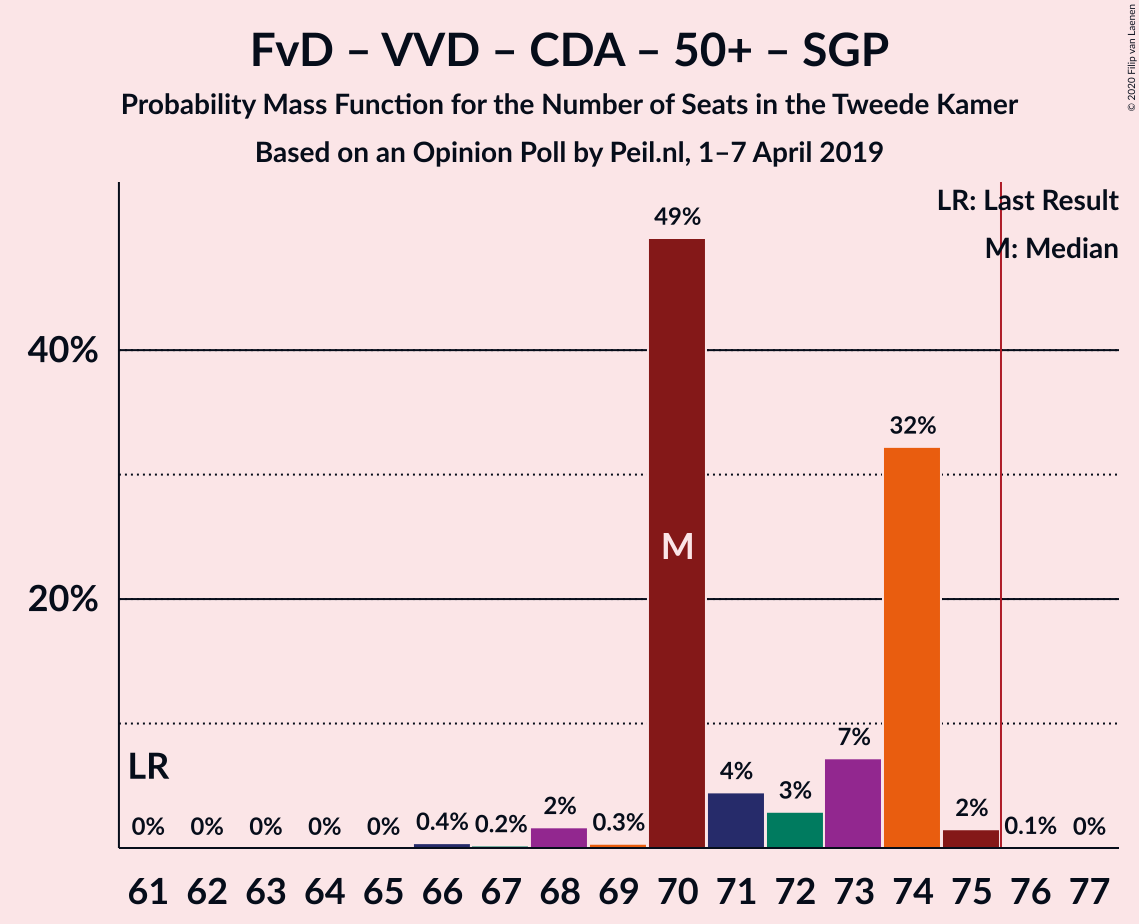 FvD – VVD – CDA – 50+ – SGP
Probability Mass Function for the Number of Seats in the Tweede Kamer
Based on an Opinion Poll by Peil.nl, 1–7 April 2019
© 2020 Filip van Laenen
LR: Last Result
M: Median
49%
40%
32%
M
20%
7%
LR
4%
3%
2%
2%
0% 0% 0% 0% 0% 0.4% 0.2% 0.3% 0.1% 0%
61 62 63 64 65 66 67 68 69 70 71 72 73 74 75 76 77